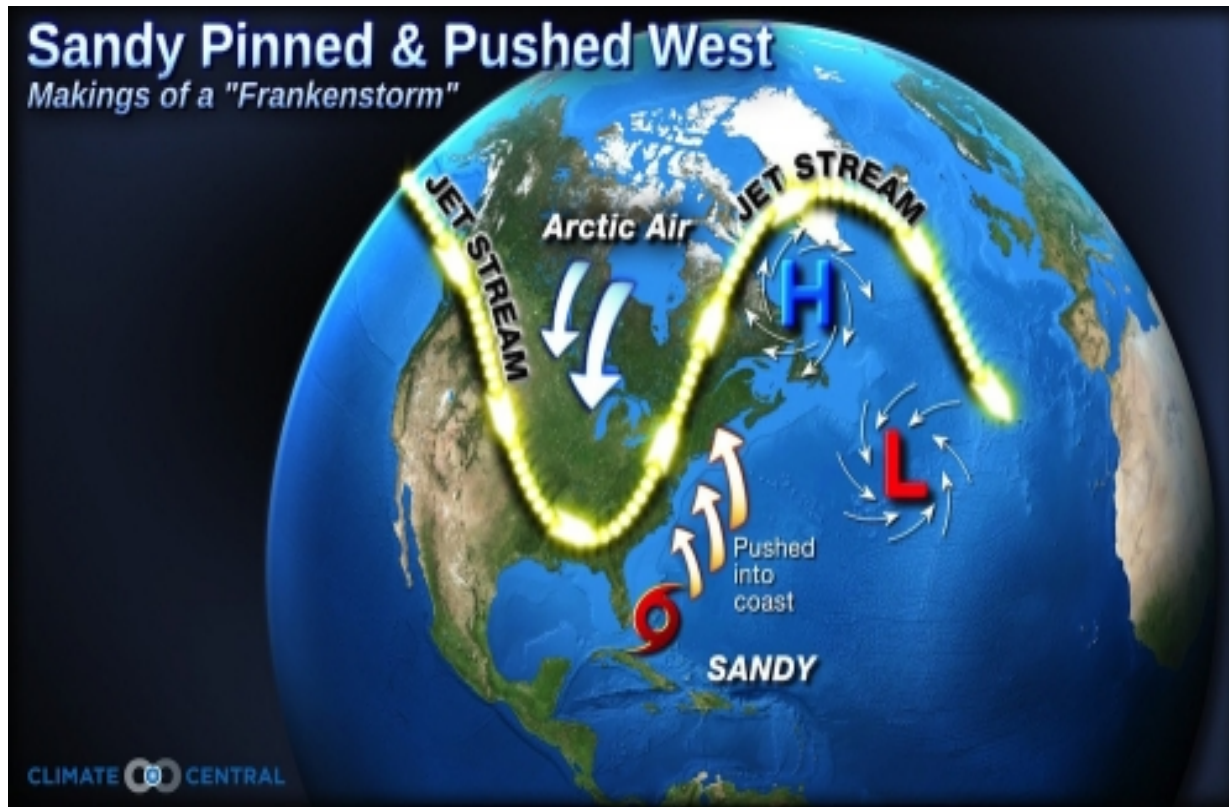 Sandy Pinned & Pushed West
Makings of a "Frankenstorm"
JET STREAM
Arctic Air
JET STREAM
H
L
Pushed
into
coast
SANDY
CLIMATE CENTRAL